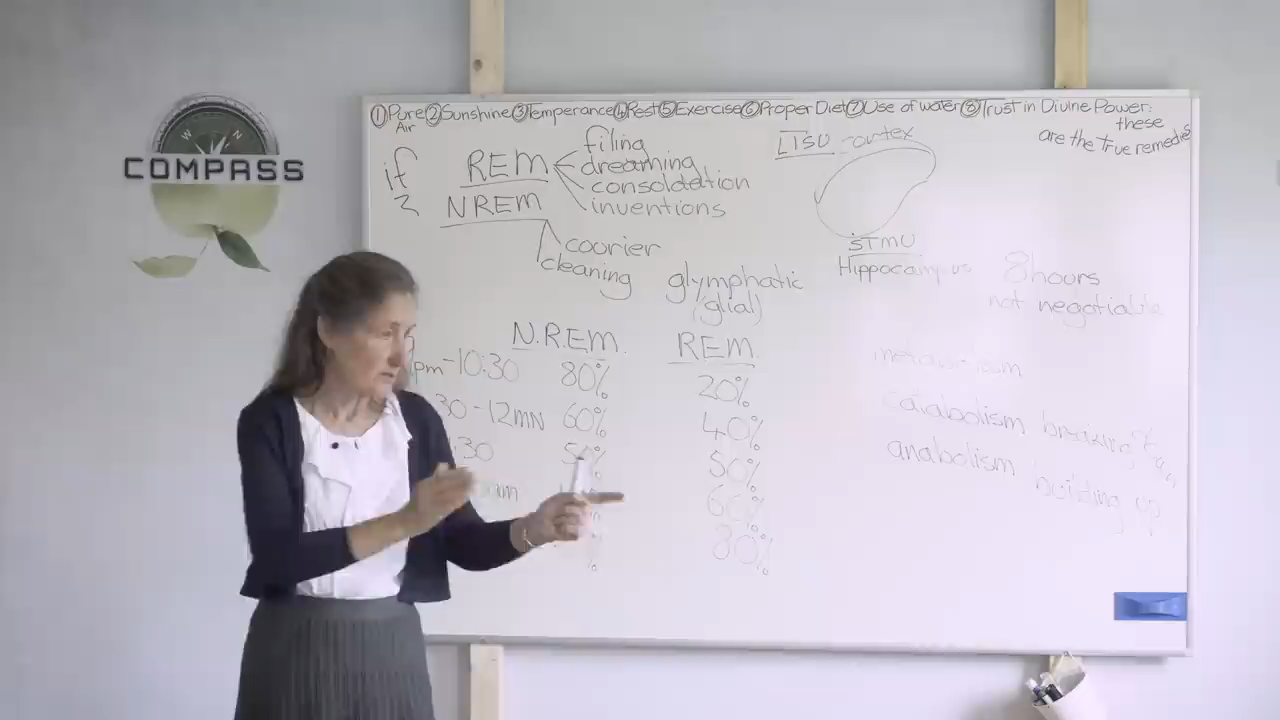 W N
COMPASS
①Pure Air ②Sunshine ③Temperance ④Rest ⑤Exercise ⑥Proper Diet ⑦Use of water ⑧Trust in Divine Power:
these
are the True remedies
if
2
REM
filing
dreaming
consoldation
inventions
NREM
courier
cleaning
glymphatic
(glial)
LTSU cortex
STMU
Hippocampus
8 hours
not negotiable
N.R.E.M. REM
pm-10:30 80% 20%
30-12MN 60% 40%
:30 50% 50%
60%
80%
metabolism
catabolism breaking
anabolism building up